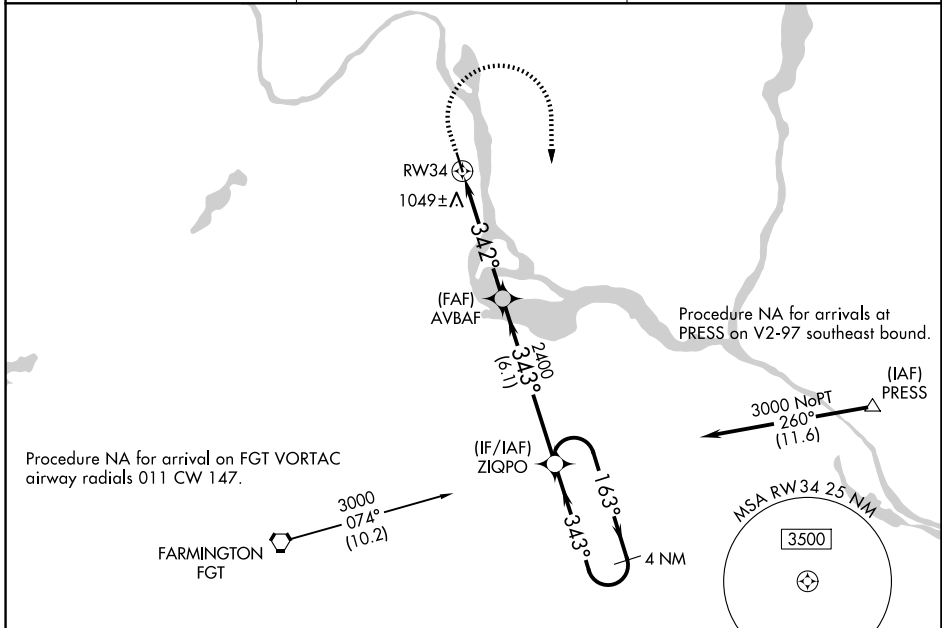 RW34
1049±
342°
(FAF)
AVBAF
Procedure NA for arrivals at
PRESS on V2-97 southeast bound.
2400
343°
(6.1)
(IAF)
PRESS
3000 NoPT
260°
(11.6)
(IF/IAF)
ZIQPO
Procedure NA for arrival on FGT VORTAC
airway radials 011 CW 147.
163°
3000
074°
(10.2)
343°
4 NM
FARMINGTON
FGT
MSA RW34 25 NM
3500